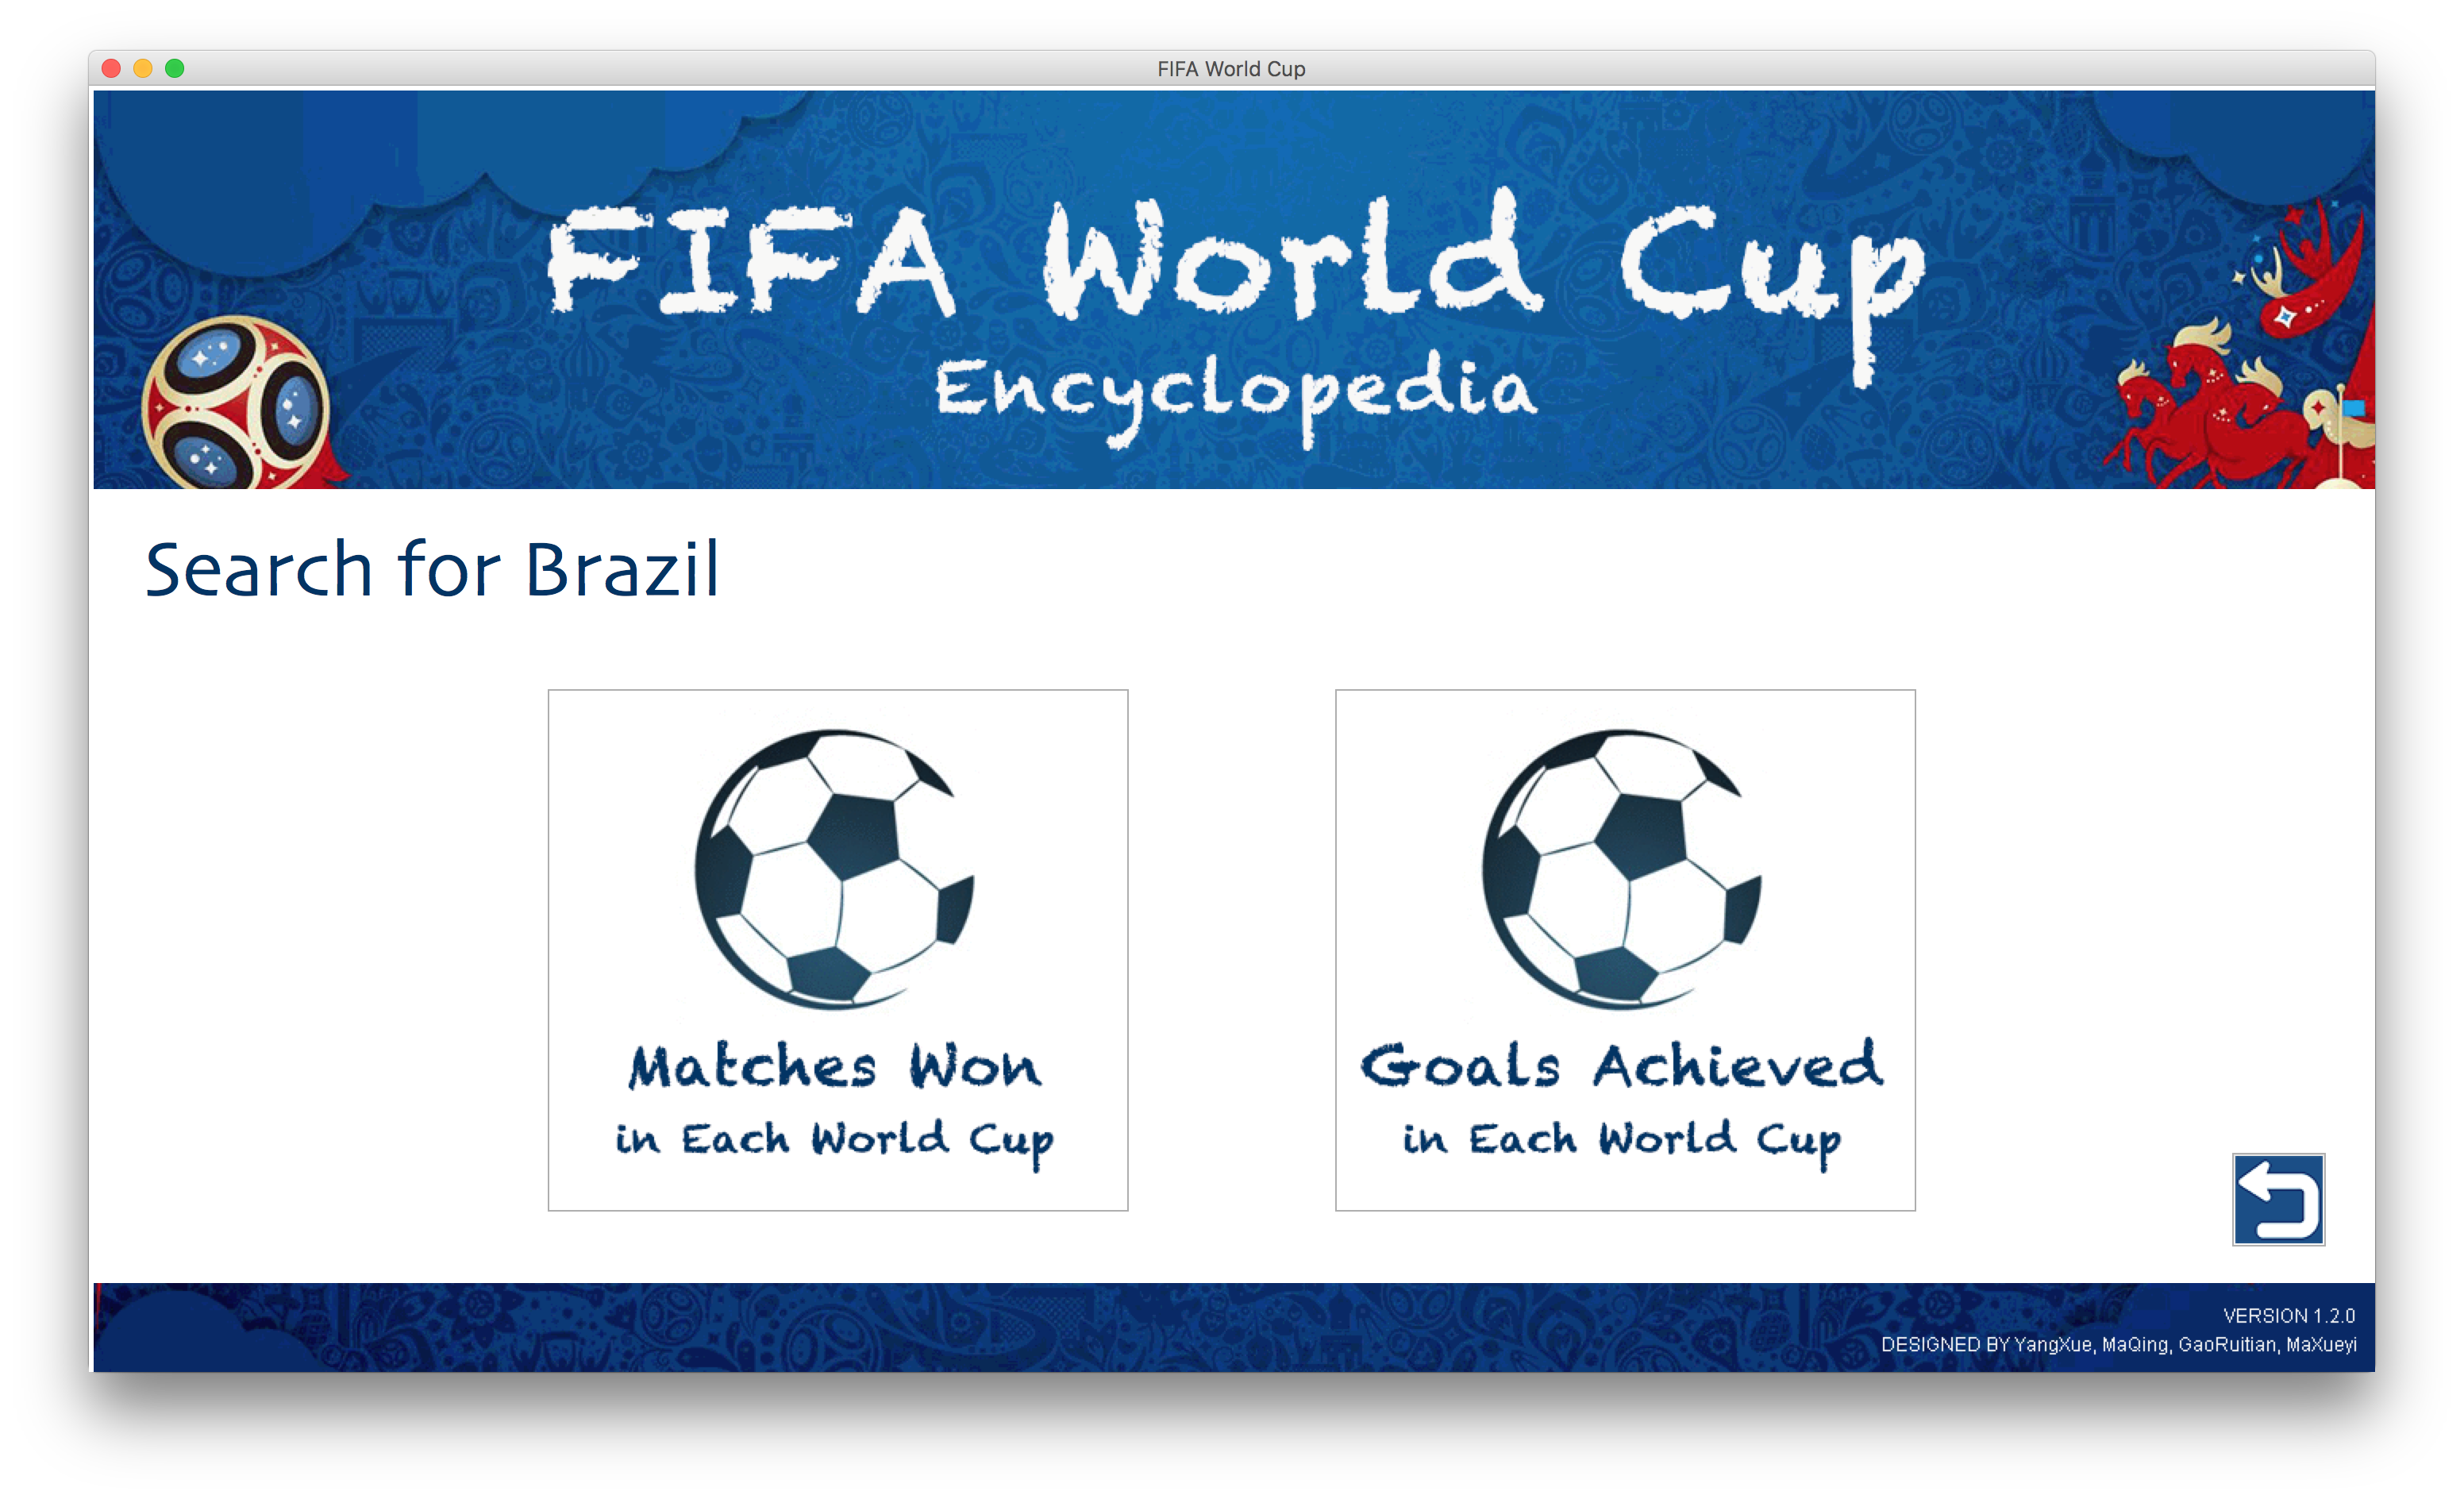 FIFA World Cup
FIFA World Cup
Encyclopedia
Search for Brazil
Matches Won
in Each World Cup
Goals Achieved
in Each World Cup
VERSION 1.2.0
DESIGNED BY YangXue, MaQing, GaoRuitian, MaXueyi